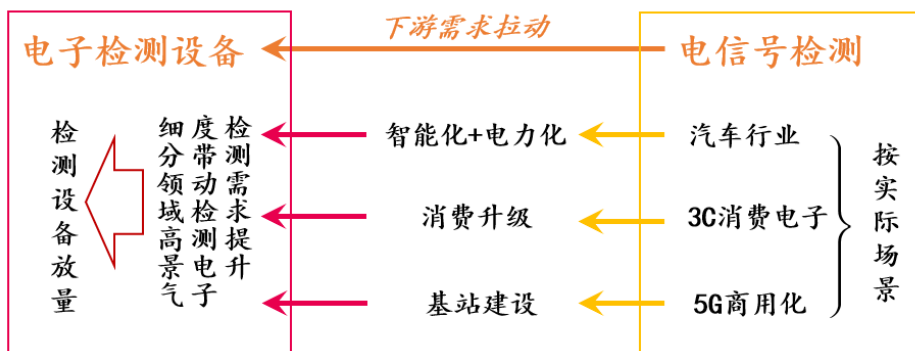 下游需求拉动
电子检测设备
电信号检测
检测设备放量
检测需求提升
度带动检测电子
细分领域高景气
智能化+电力化
汽车行业
消费升级
3C消费电子
基站建设
5G商用化
按实际场景